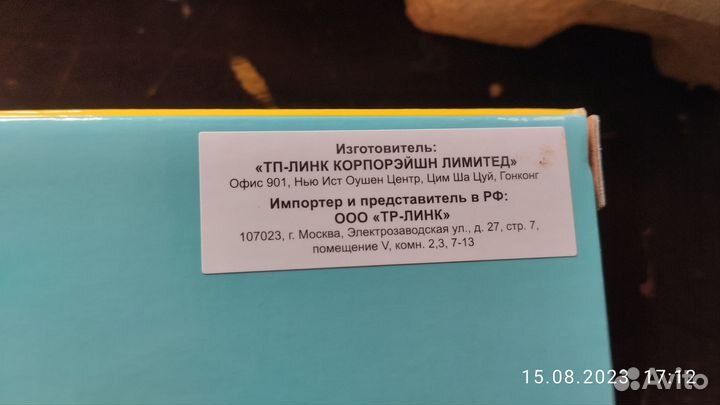 Изготовитель:
«ТП-ЛИНК КОРПОРЭЙШН ЛИМИТЕД»
Офис 901, Нью Ист Оушен Центр, Цим Ша Цуй, Гонконг
Импортер и представитель в РФ:
ООО «ТР-ЛИНК»
107023, г. Москва, Электрозаводская ул., д. 27, стр. 7,
помещение V, комн. 2,3, 7-13
15.08.2023 17:12
Avito